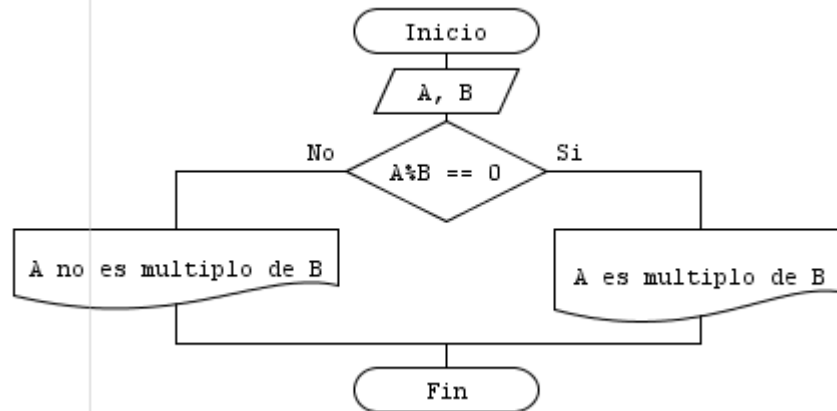 Inicio
A, B
No
Si
A%B == 0
A no es multiplo de B
A es multiplo de B
Fin